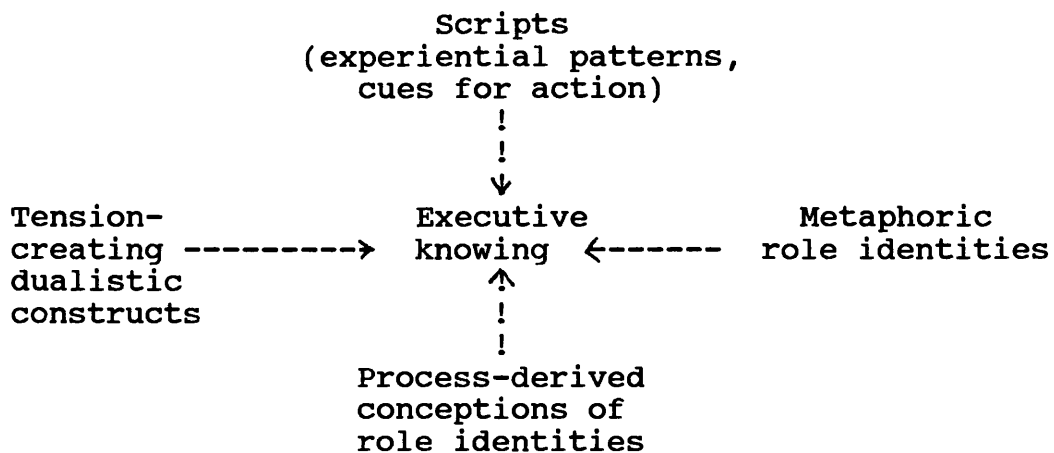 Scripts
(experiential patterns,
cues for action)
Tension-
creating
dualistic
constructs
Executive
knowing
Metaphoric
role identities
Process-derived
conceptions of
role identities